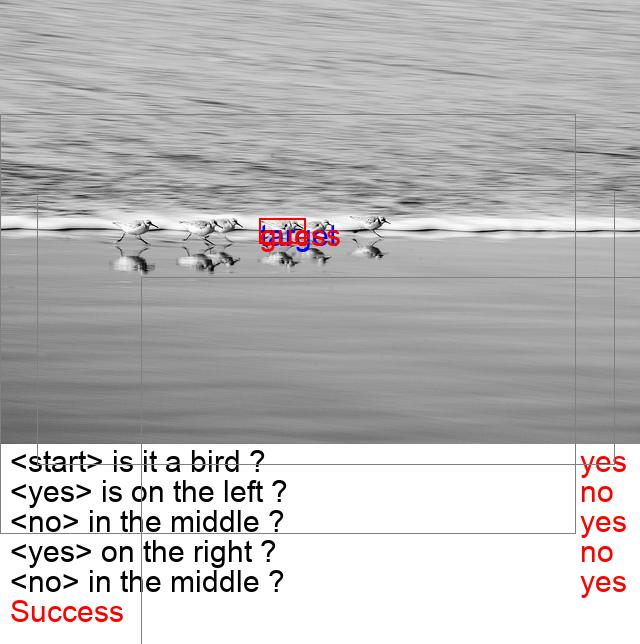 target
guess
<start> is it a bird ? yes
<yes> is on the left ? no
<no> in the middle ? yes
<yes> on the right ? no
<no> in the middle ? yes
Success